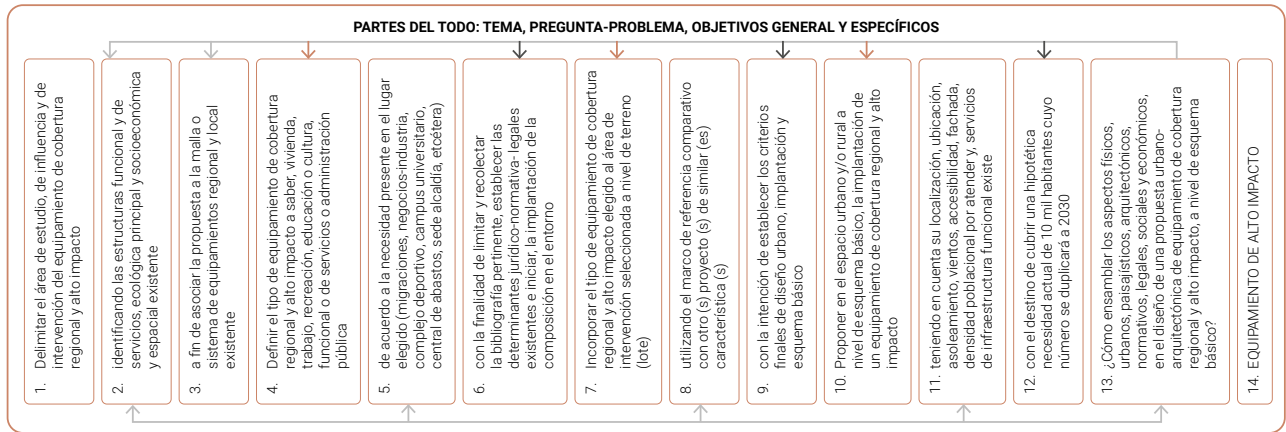 PARTES DEL TODO: TEMA, PREGUNTA-PROBLEMA, OBJETIVOS GENERAL Y ESPECÍFICOS
1. Delimitar el área de estudio, de influencia y de
intervención del equipamiento de cobertura
regional y alto impacto
2. identificando las estructuras funcional y de
servicios, ecológica principal y socioeconómica
y espacial existente
3. a fin de asociar la propuesta a la malla o
sistema de equipamientos regional y local
existente
4. Definir el tipo de equipamiento de cobertura
regional y alto impacto a saber, vivienda,
trabajo, recreación, educación o cultura,
funcional o de servicios o administración
pública
5. de acuerdo a la necesidad presente en el lugar
elegido (migraciones, negocios-industria,
complejo deportivo, campus universitario,
central de abastos, sede alcaldía, etcétera)
6. con la finalidad de limitar y recolectar
la bibliografía pertinente, establecer las
determinantes jurídico-normativa- legales
existentes e iniciar, la implantación de la
composición en el entorno
7. Incorporar el tipo de equipamiento de cobertura
regional y alto impacto elegido al área de
intervención seleccionada a nivel de terreno
(lote)
8. utilizando el marco de referencia comparativo
con otro (s) proyecto (s) de similar (es)
característica (s)
9. con la intención de establecer los criterios
finales de diseño urbano, implantación y
esquema básico
10. Proponer en el espacio urbano y/o rural a
nivel de esquema básico, la implantación de
un equipamiento de cobertura regional y alto
impacto
11. teniendo en cuenta su localización, ubicación,
asoleamiento, vientos, accesibilidad, fachada,
densidad poblacional por atender y, servicios
de infraestructura funcional existe
12. con el destino de cubrir una hipotética
necesidad actual de 10 mil habitantes cuyo
número se duplicará a 2030
13. ¿Cómo ensamblar los aspectos físicos,
urbanos, paisajísticos, arquitectónicos,
normativos, legales, sociales y económicos,
en el diseño de una propuesta urbano-
arquitectónica de equipamiento de cobertura
regional y alto impacto, a nivel de esquema
básico?
14. EQUIPAMIENTO DE ALTO IMPACTO